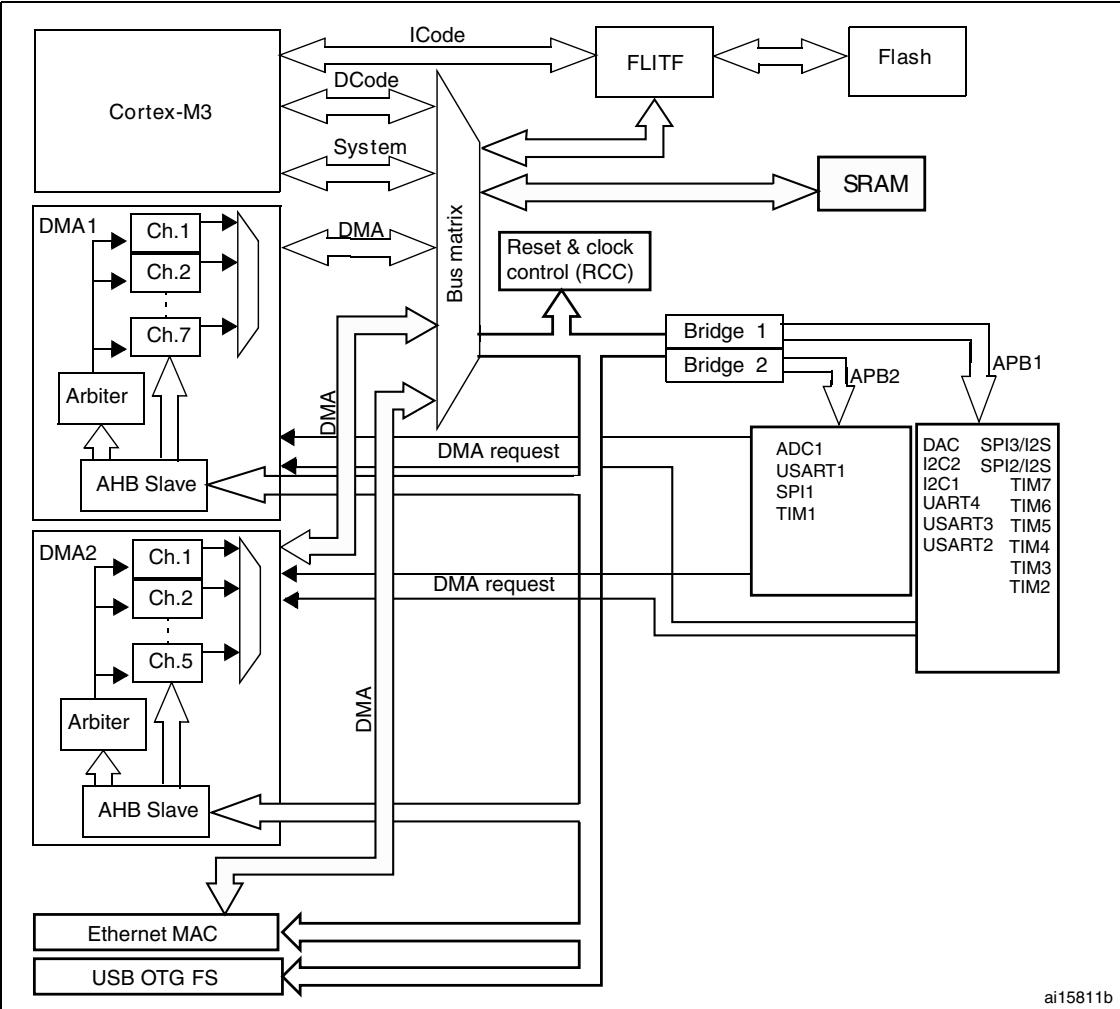 ICode
FLITF
Flash
Cortex-M3
DCode
System
SRAM
DMA1
Ch.1
Ch.2
Ch.7
Arbiter
AHB Slave
DMA
Bus matrix
Reset & clock
control (RCC)
Bridge 1
Bridge 2
APB2
APB1
DMA
DMA request
ADC1
USART1
SPI1
TIM1
DAC SPI3/I2S
I2C2 SPI2/I2S
I2C1 TIM7
UART4 TIM6
USART3 TIM5
USART2 TIM4
TIM3
TIM2
DMA2
Ch.1
Ch.2
Ch.5
Arbiter
AHB Slave
DMA request
DMA
Ethernet MAC
USB OTG FS
ai15811b